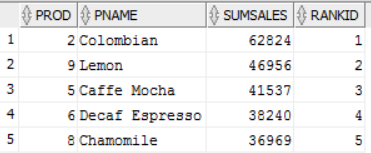 PROD PNAME SUMSALES RANKID
1 2 Colombian 62824 1
2 9 Lemon 46956 2
3 5 Caffe Mocha 41537 3
4 6 Decaf Espresso 38240 4
5 8 Chamomile 36969 5